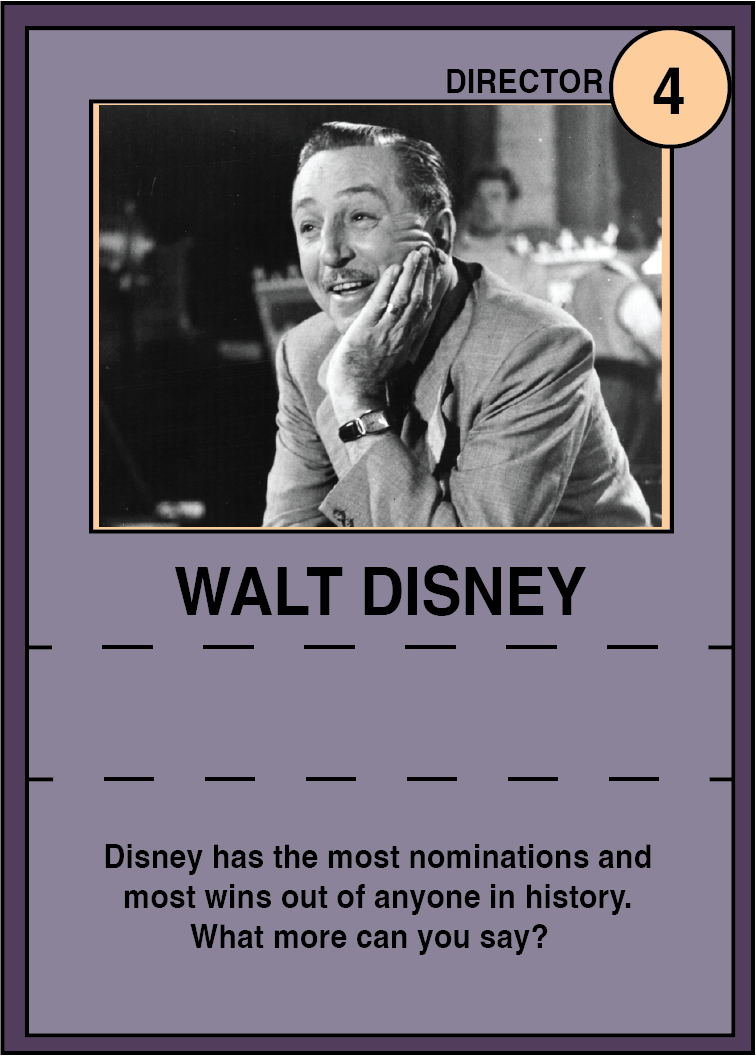 DIRECTOR 4
WALT DISNEY
Disney has the most nominations and
most wins out of anyone in history.
What more can you say?